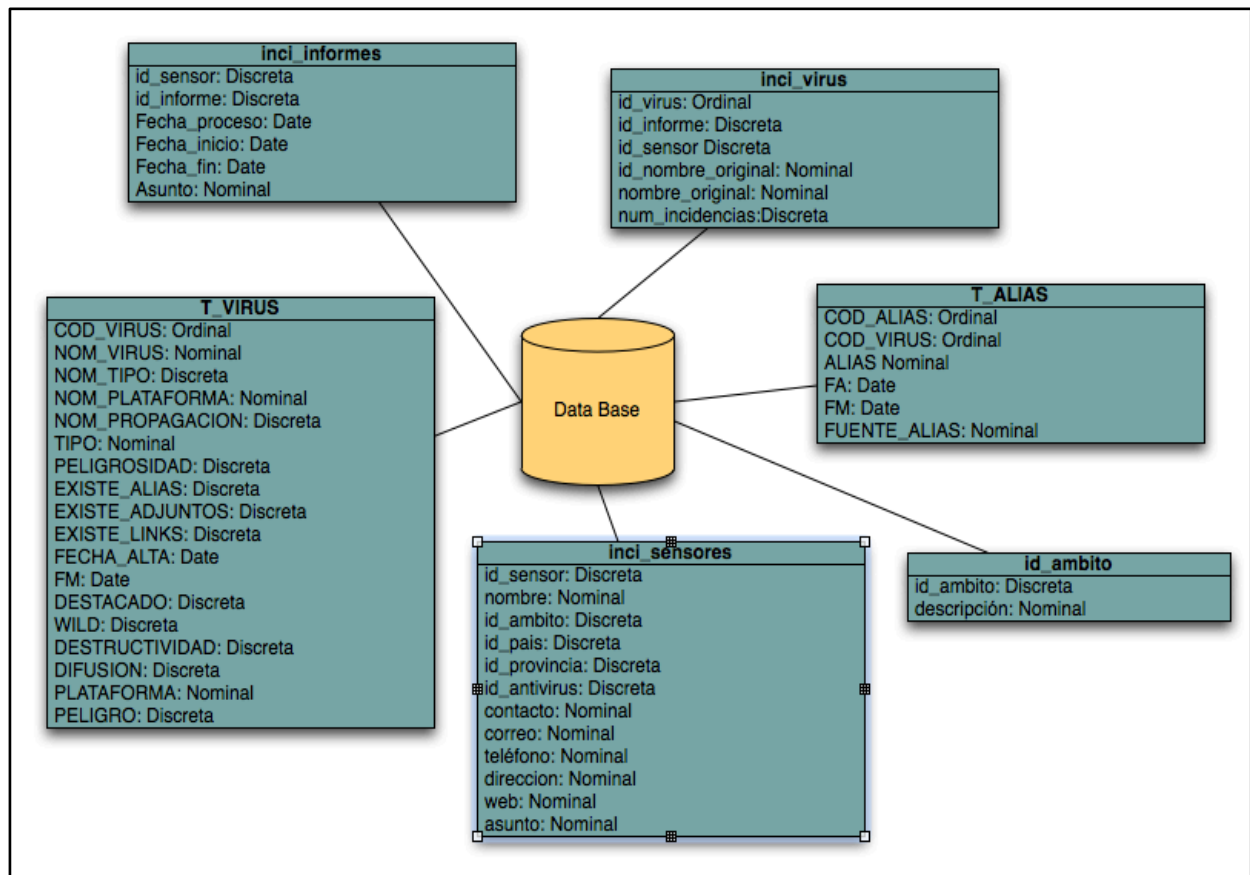 inci_informes
id_sensor: Discreta
id_informe: Discreta
Fecha_proceso: Date
Fecha_inicio: Date
Fecha_fin: Date
Asunto: Nominal
inci_virus
id_virus: Ordinal
id_informe: Discreta
id_sensor Discreta
id_nombre_original: Nominal
nombre_original: Nominal
num_incidencias:Discreta
T_VIRUS
COD_VIRUS: Ordinal
NOM_VIRUS: Nominal
NOM_TIPO: Discreta
NOM_PLATAFORMA: Nominal
NOM_PROPAGACION: Discreta
TIPO: Nominal
PELIGROSIDAD: Discreta
EXISTE_ALIAS: Discreta
EXISTE_ADJUNTOS: Discreta
EXISTE_LINKS: Discreta
FECHA_ALTA: Date
FM: Date
DESTACADO: Discreta
WILD: Discreta
DESTRUCTIVIDAD: Discreta
DIFUSION: Discreta
PLATAFORMA: Nominal
PELIGRO: Discreta
Data Base
T_ALIAS
COD_ALIAS: Ordinal
COD_VIRUS: Ordinal
ALIAS Nominal
FA: Date
FM: Date
FUENTE_ALIAS: Nominal
inci_sensores
id_sensor: Discreta
nombre: Nominal
id_ambito: Discreta
id_pais: Discreta
id_provincia: Discreta
id_antivirus: Discreta
contacto: Nominal
correo: Nominal
teléfono: Nominal
direccion: Nominal
web: Nominal
asunto: Nominal
id_ambito
id_ambito: Discreta
descripción: Nominal